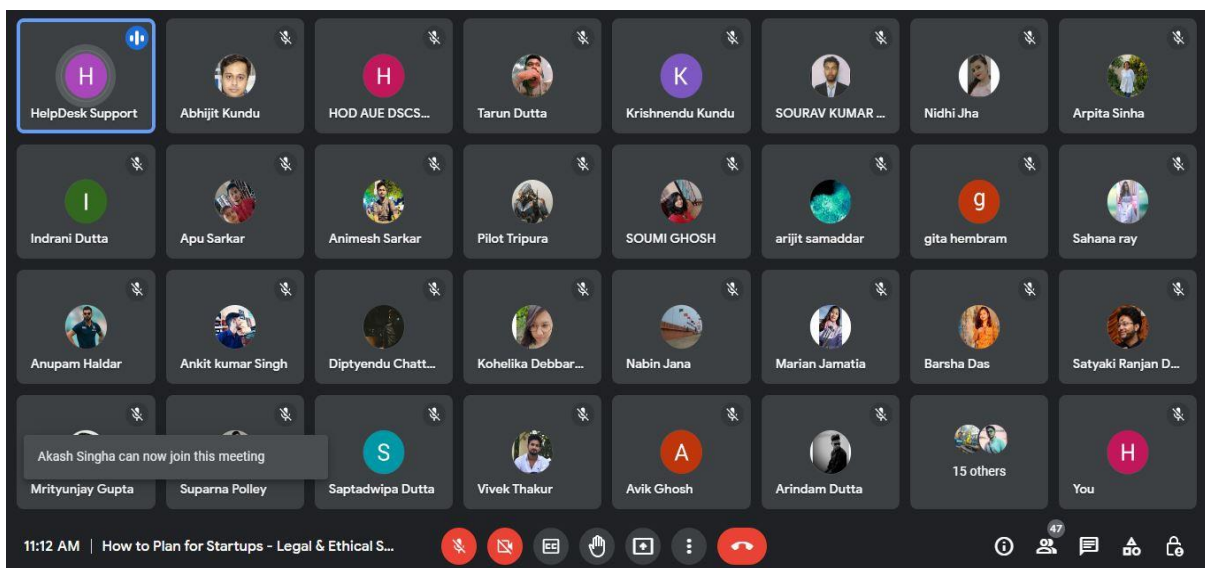 H
HelpDesk Support
Abhijit Kundu
H
HOD AUE DSCS...
Tarun Dutta
K
Krishnendu Kundu
SOURAV KUMAR ...
Nidhi Jha
Arpita Sinha
I
Indrani Dutta
Apu Sarkar
Animesh Sarkar
Pilot Tripura
SOUMI GHOSH
arijit samaddar
g
gita hembram
Sahana ray
Anupam Haldar
Ankit kumar Singh
Diptyendu Chatt...
Kohelika Debbar...
Nabin Jana
Marian Jamatia
Barsha Das
Satyaki Ranjan D...
Akash Singha can now join this meeting
Mrityunjay Gupta
Suparna Polley
S
Saptadwipa Dutta
Vivek Thakur
A
Avik Ghosh
Arindam Dutta
15 others
H
You
11:12 AM | How to Plan for Startups - Legal & Ethical S...
CC
47